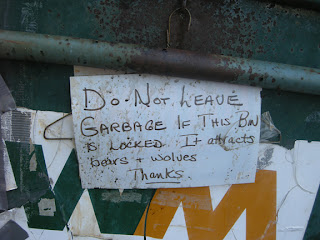 Do Not Leave
Garbage If This Bin
is Locked. It attracts
bears + wolves
Thanks.